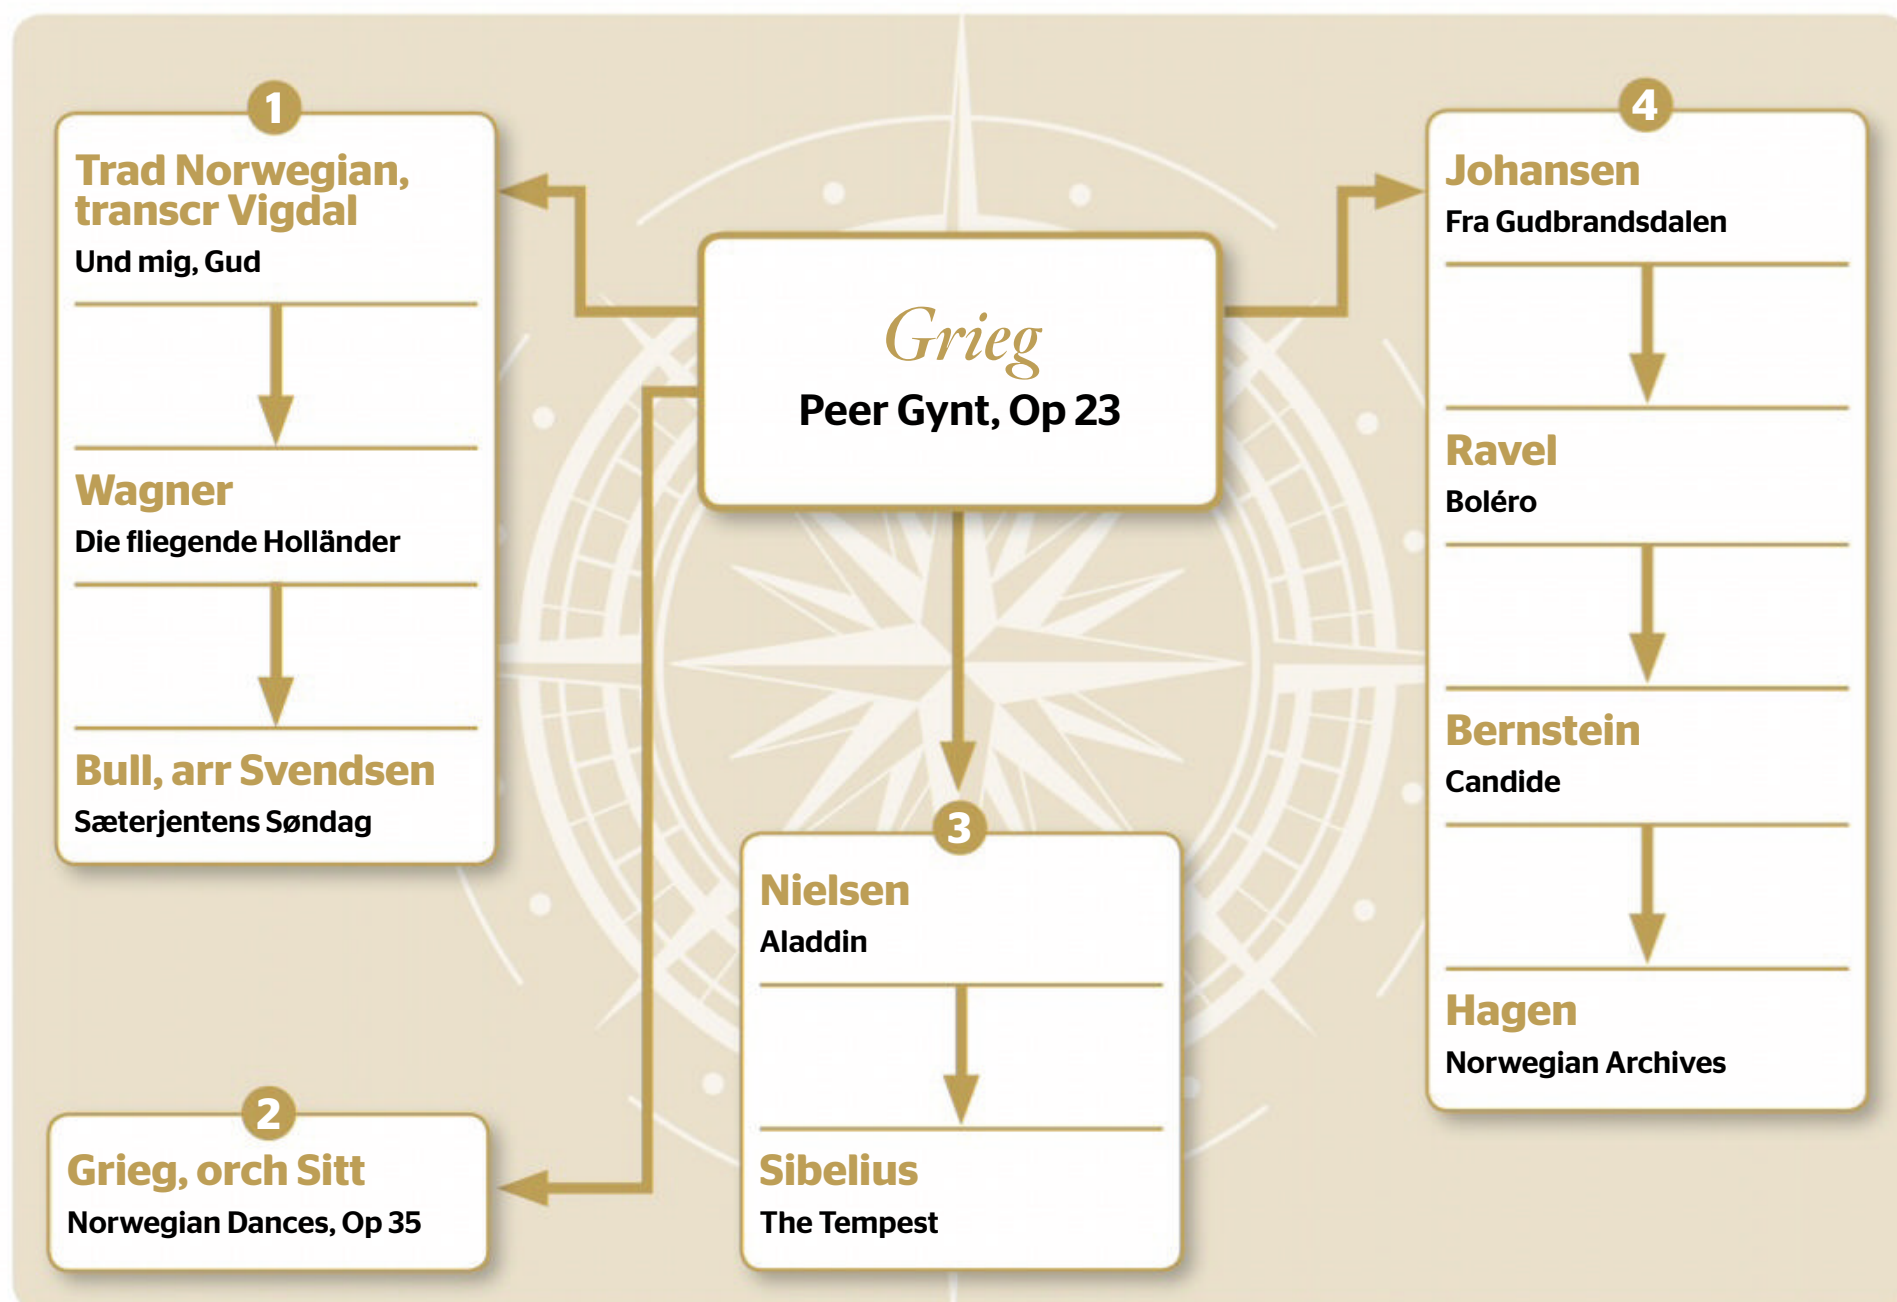 1
Trad Norwegian,
transcr Vigdal
Und mig, Gud
Wagner
Die fliegende Holländer
Bull, arr Svendsen
Sæterjentens Søndag
Grieg
Peer Gynt, Op 23
2
Grieg, orch Sitt
Norwegian Dances, Op 35
3
Nielsen
Aladdin
Sibelius
The Tempest
4
Johansen
Fra Gudbrandsdalen
Ravel
Boléro
Bernstein
Candide
Hagen
Norwegian Archives